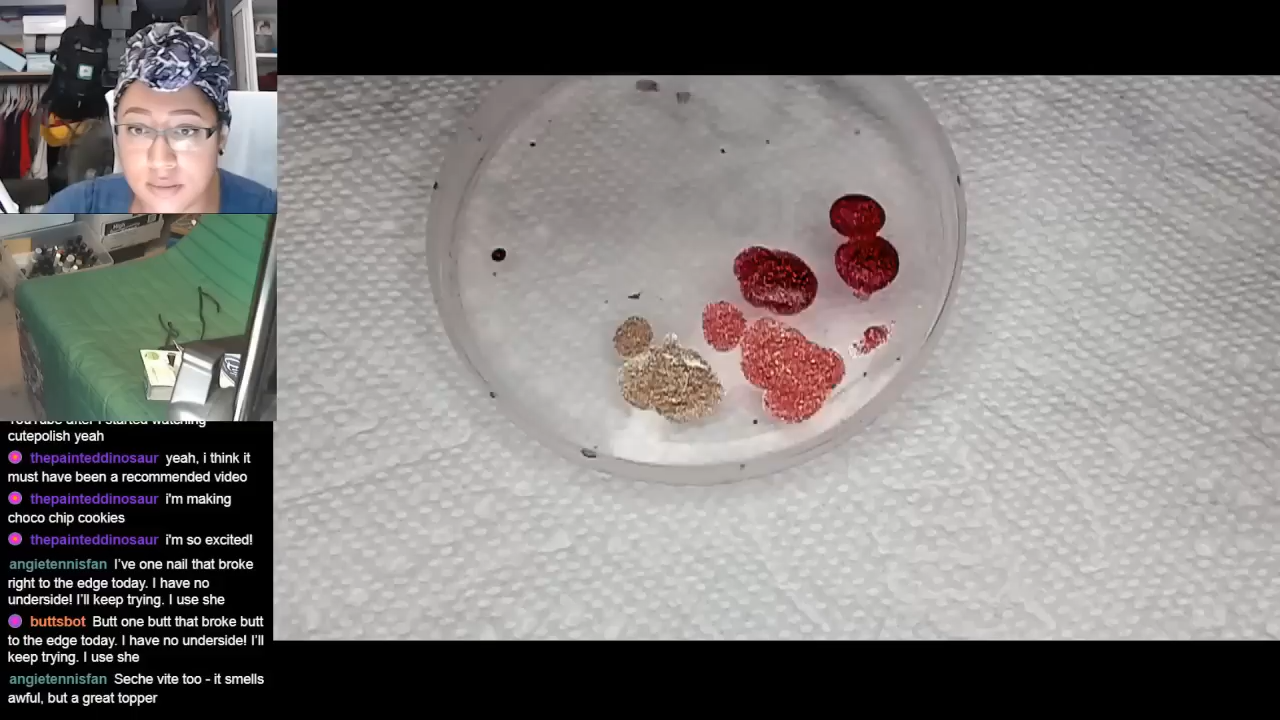 YouTube after I started watching
cutepolish yeah
thepainteddinosaur yeah, i think it
must have been a recommended video
thepainteddinosaur i'm making
choco chip cookies
thepainteddinosaur i'm so excited!
angietennisfan I've one nail that broke
right to the edge today. I have no
underside! I'll keep trying. I use she
buttsbot Butt one butt that broke butt
to the edge today. I have no underside! I'll
keep trying. I use she
angietennisfan Seche vite too - it smells
awful, but a great topper